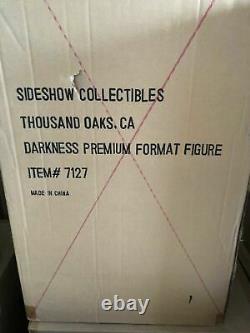 SIDESHOW COLLECTIBLES
THOUSAND OAKS, CA
DARKNESS PREMIUM FORMAT FIGURE
ITEM# 7127
MADE IN CHINA